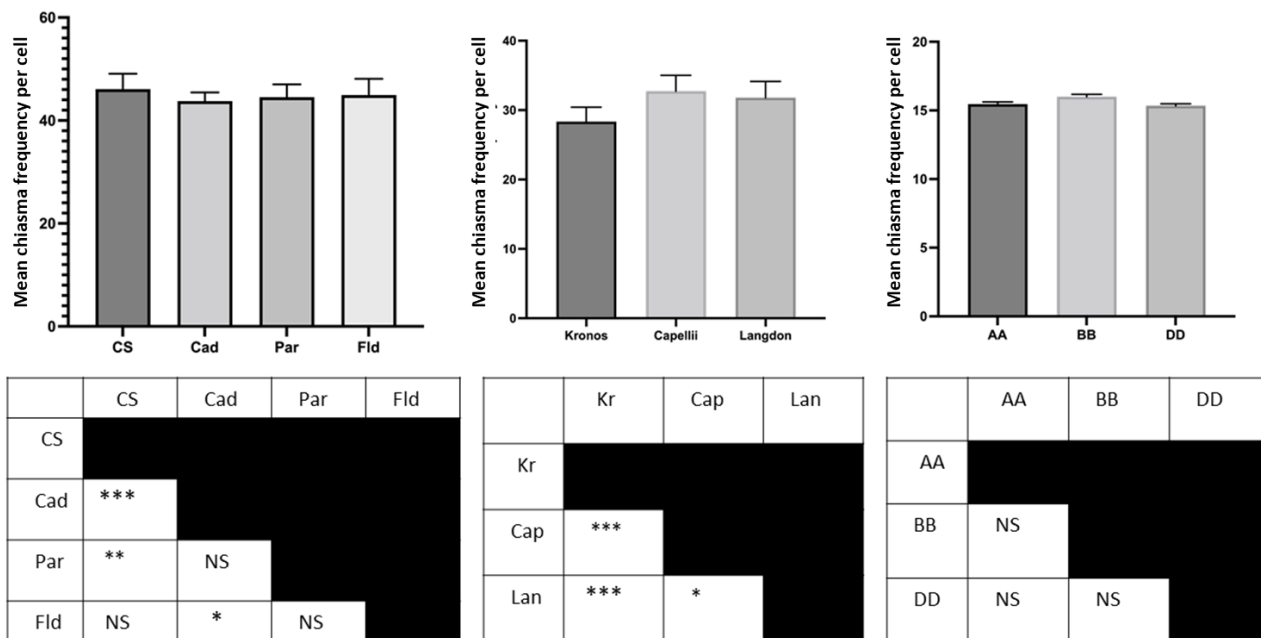 Mean chiasma frequency per cell
60
40
20
0
CS Cad Par Fld
Mean chiasma frequency per cell
40
30
20
10
0
Kronos Capellii Langdon
Mean chiasma frequency per cell
20
15
10
5
0
AA BB DD
CS Cad Par Fld
CS
Cad ***
Par ** NS
Fld NS * NS
Kr Cap Lan
Kr
Cap ***
Lan *** *
AA BB DD
AA
BB NS
DD NS NS